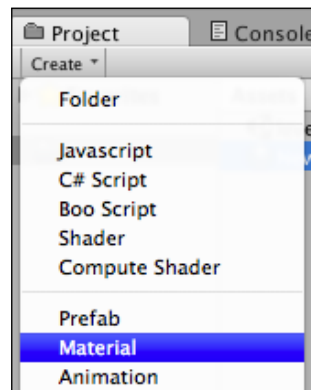 Project Console
Create
Folder
Javascript
C# Script
Boo Script
Shader
Compute Shader
Prefab
Material
Animation